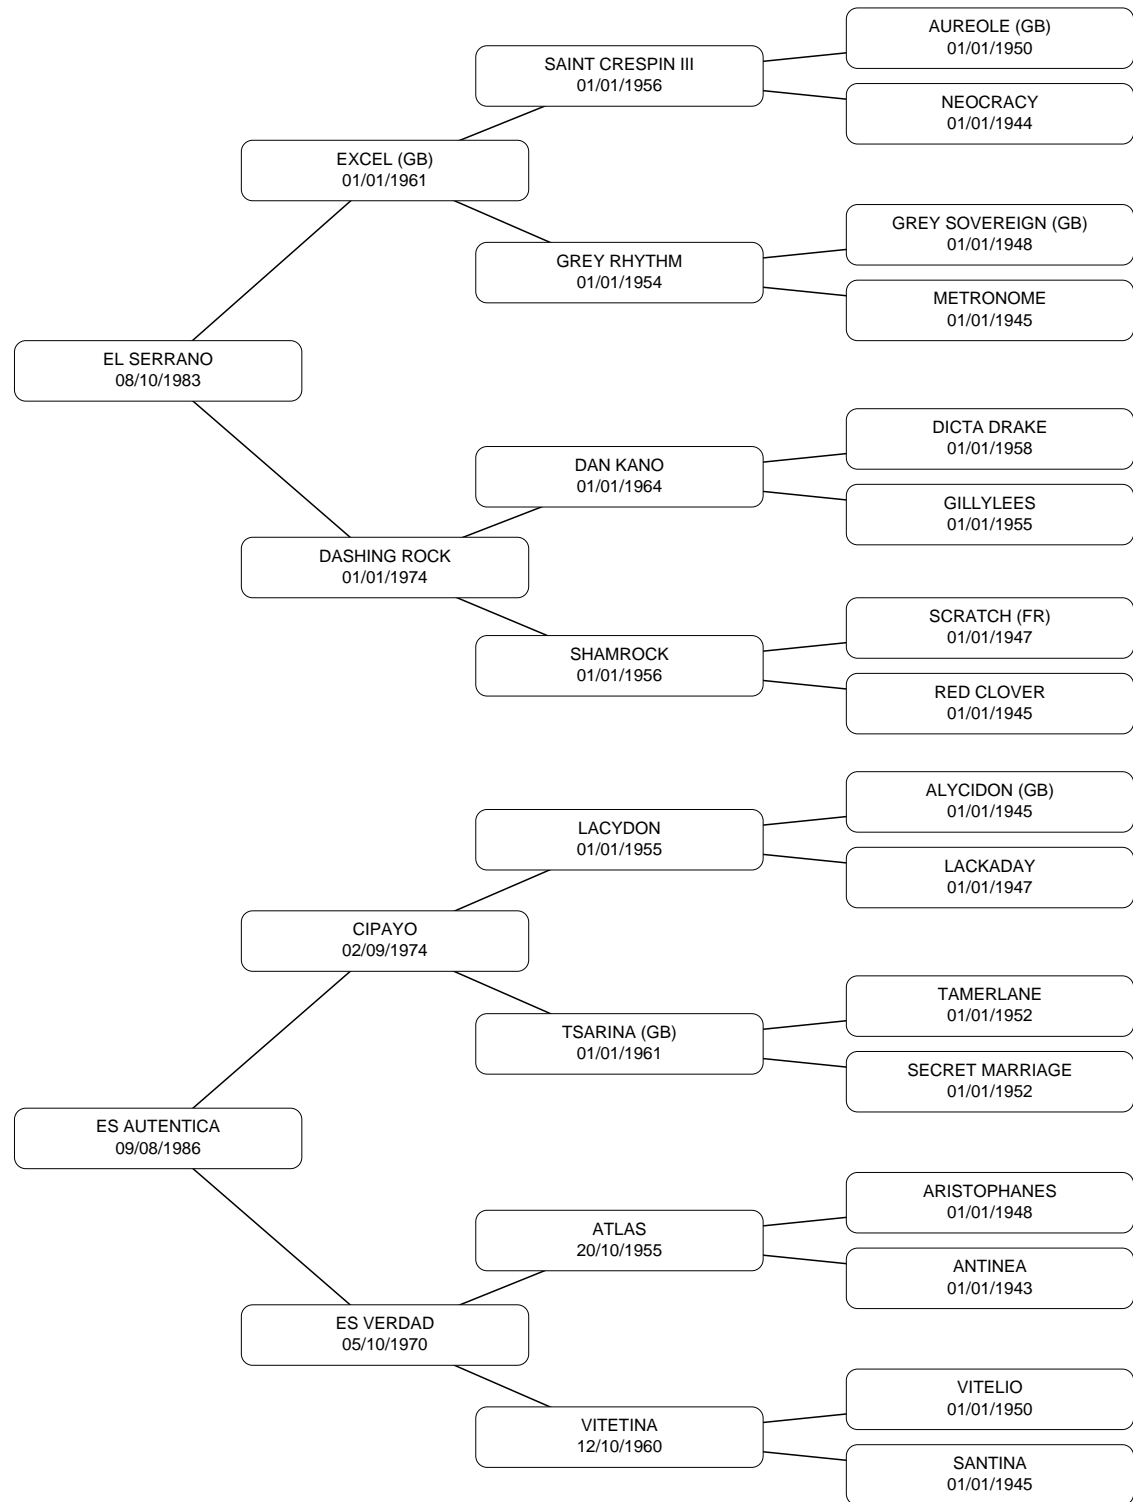 AUREOLE (GB)
01/01/1950
SAINT CRESPIN III
01/01/1956
NEOCRACY
01/01/1944
EXCEL (GB)
01/01/1961
GREY SOVEREIGN (GB)
01/01/1948
GREY RHYTHM
01/01/1954
METRONOME
01/01/1945
EL SERRANO
08/10/1983
DICTA DRAKE
01/01/1958
DAN KANO
01/01/1964
GILLYLEES
01/01/1955
DASHING ROCK
01/01/1974
SCRATCH (FR)
01/01/1947
SHAMROCK
01/01/1956
RED CLOVER
01/01/1945
ALYCIDON (GB)
01/01/1945
LACYDON
01/01/1955
LACKADAY
01/01/1947
CIPAYO
02/09/1974
TAMERLANE
01/01/1952
TSARINA (GB)
01/01/1961
SECRET MARRIAGE
01/01/1952
ES AUTENTICA
09/08/1986
ARISTOPHANES
01/01/1948
ATLAS
20/10/1955
ANTINEA
01/01/1943
ES VERDAD
05/10/1970
VITELIO
01/01/1950
VITETINA
12/10/1960
SANTINA
01/01/1945